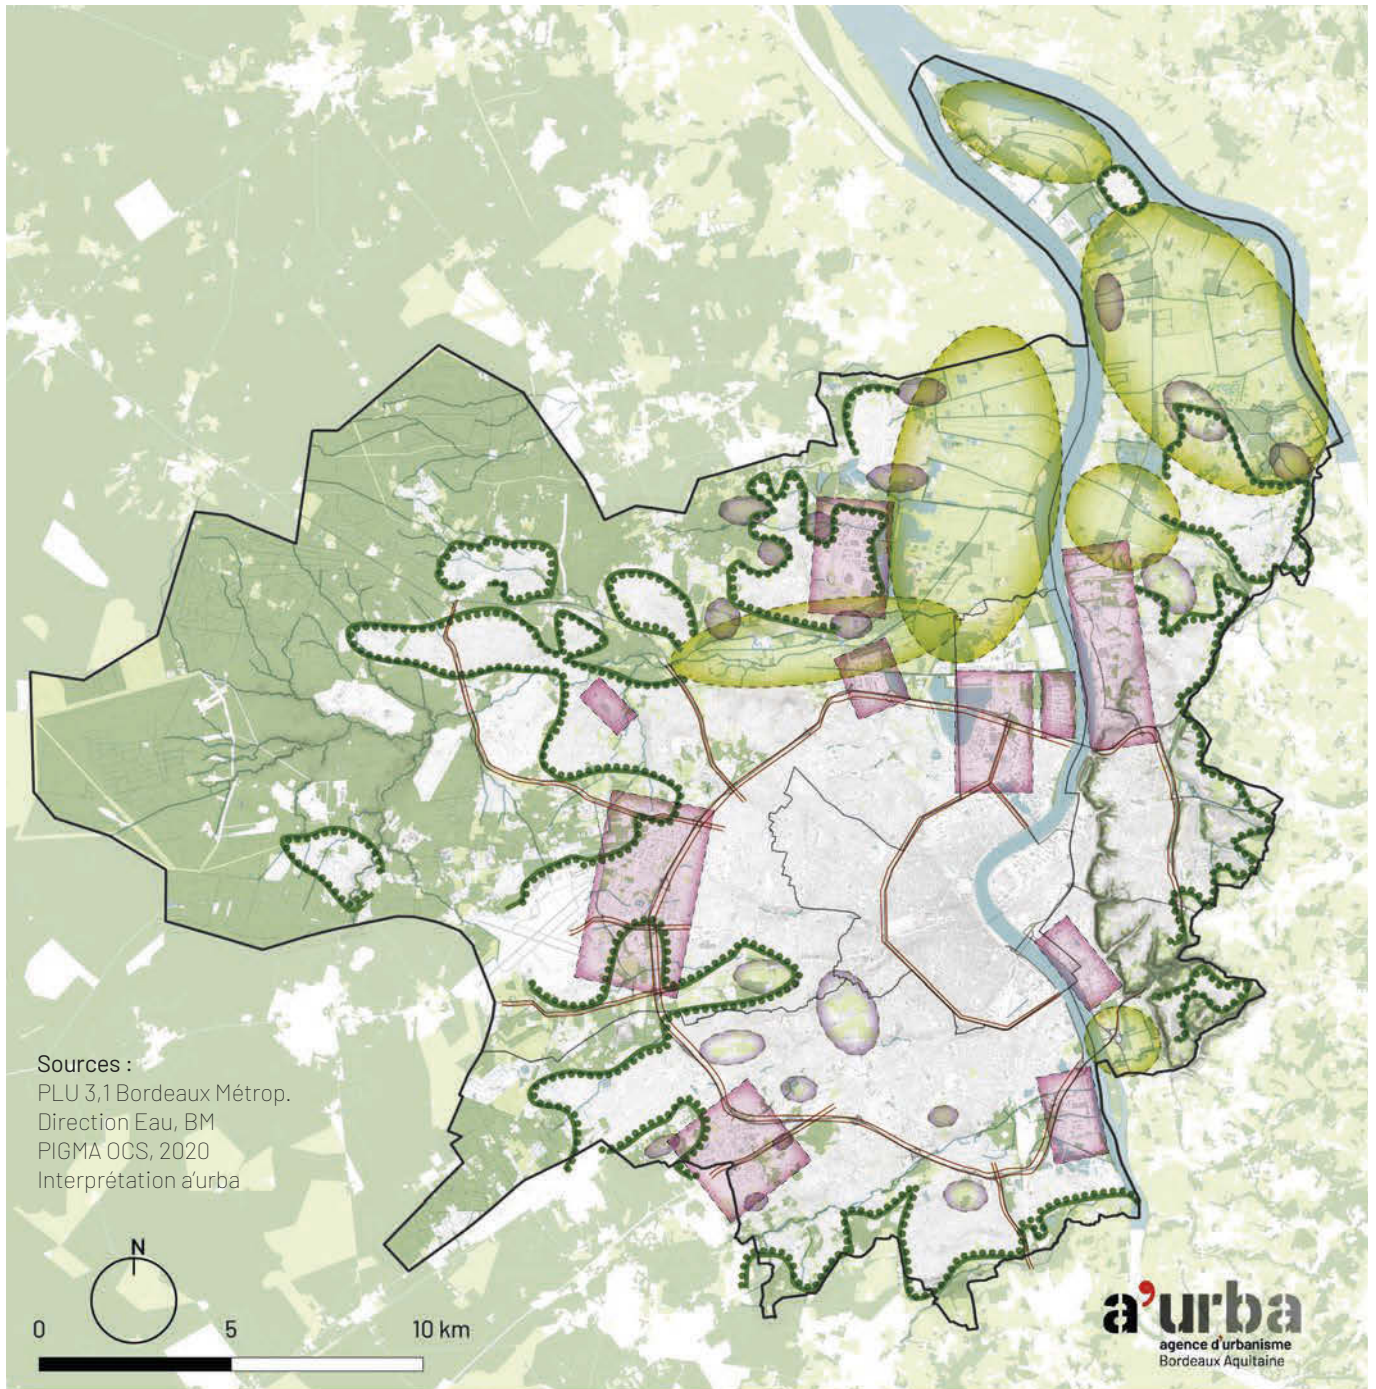 Sources :
PLU 3,1 Bordeaux Métrop.
Direction Eau, BM
PIGMA OCS, 2020
Interprétation a'urba
N
0 5 10 km
a'urba
agence d'urbanisme
Bordeaux Aquitaine